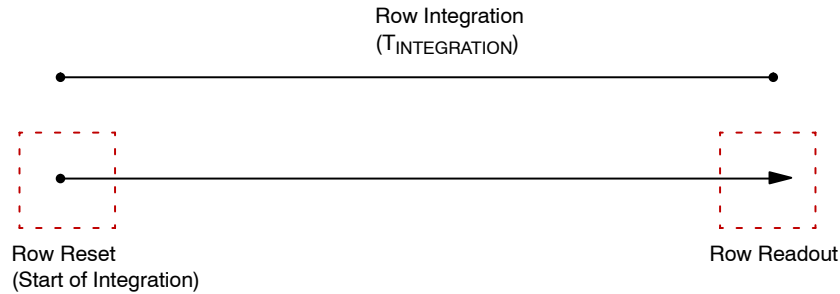 Row Integration
(TINTEGRATION)
Row Reset
(Start of Integration)
Row Readout